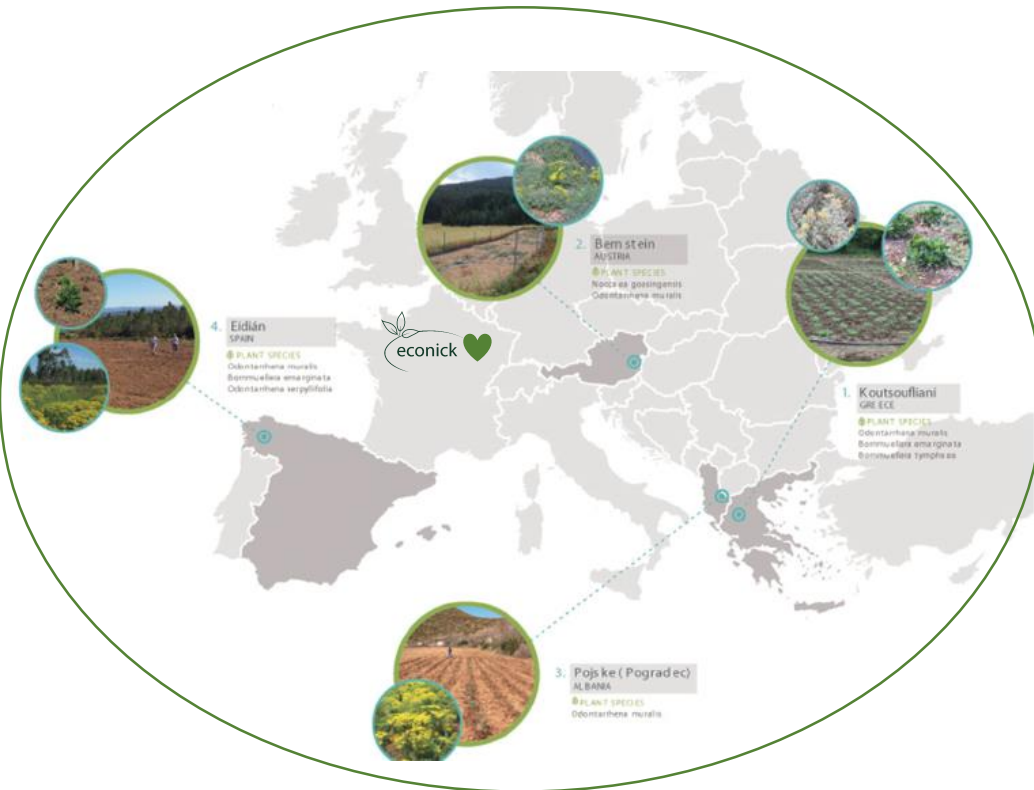 2. Bernstein
AUSTRIA
PLANT SPECIES
Noccaea goesingensis
Odontarrhena muralis
4. Eidián
SPAIN
PLANT SPECIES
Odontarrhena muralis
Bornmuellera emarginata
Odontarrhena serpyllifolia
econick
1. Koutsoufliani
GREECE
PLANT SPECIES
Odontarrhena muralis
Bornmuellera emarginata
Bornmuellera tymphaea
3. Pojske ( Pogradec)
ALBANIA
PLANT SPECIES
Odontarrhena muralis